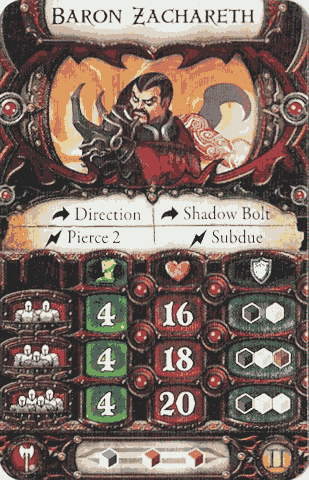 BARON ZACHARETH
Direction Shadow Bolt
Pierce 2 Subdue
4 16
4 18
4 20
II